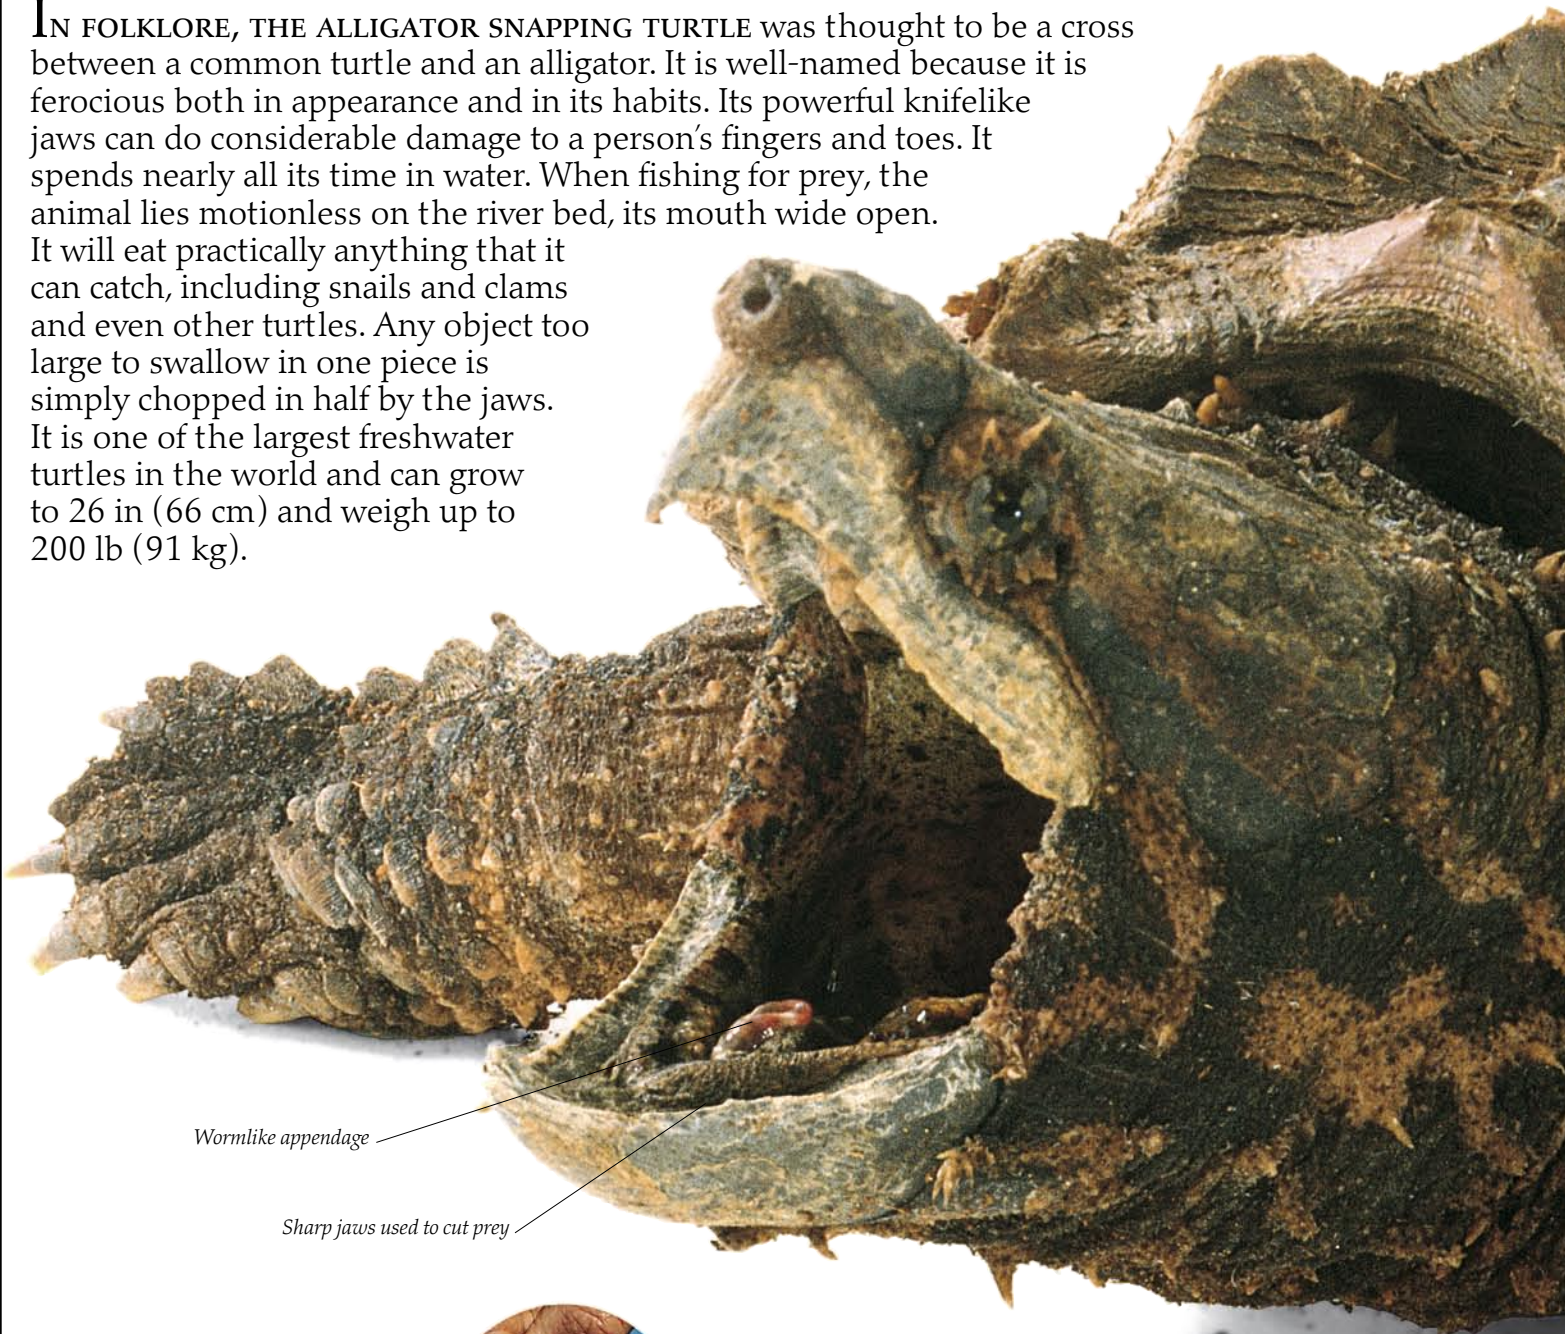 IN FOLKLORE, THE ALLIGATOR SNAPPING TURTLE was thought to be a cross
between a common turtle and an alligator. It is well-named because it is
ferocious both in appearance and in its habits. Its powerful knifelike
jaws can do considerable damage to a person’s fingers and toes. It
spends nearly all its time in water. When fishing for prey, the
animal lies motionless on the river bed, its mouth wide open.
It will eat practically anything that it
can catch, including snails and clams
and even other turtles. Any object too
large to swallow in one piece is
simply chopped in half by the jaws.
It is one of the largest freshwater
turtles in the world and can grow
to 26 in (66 cm) and weigh up to
200 lb (91 kg).
Wormlike appendage
Sharp jaws used to cut prey